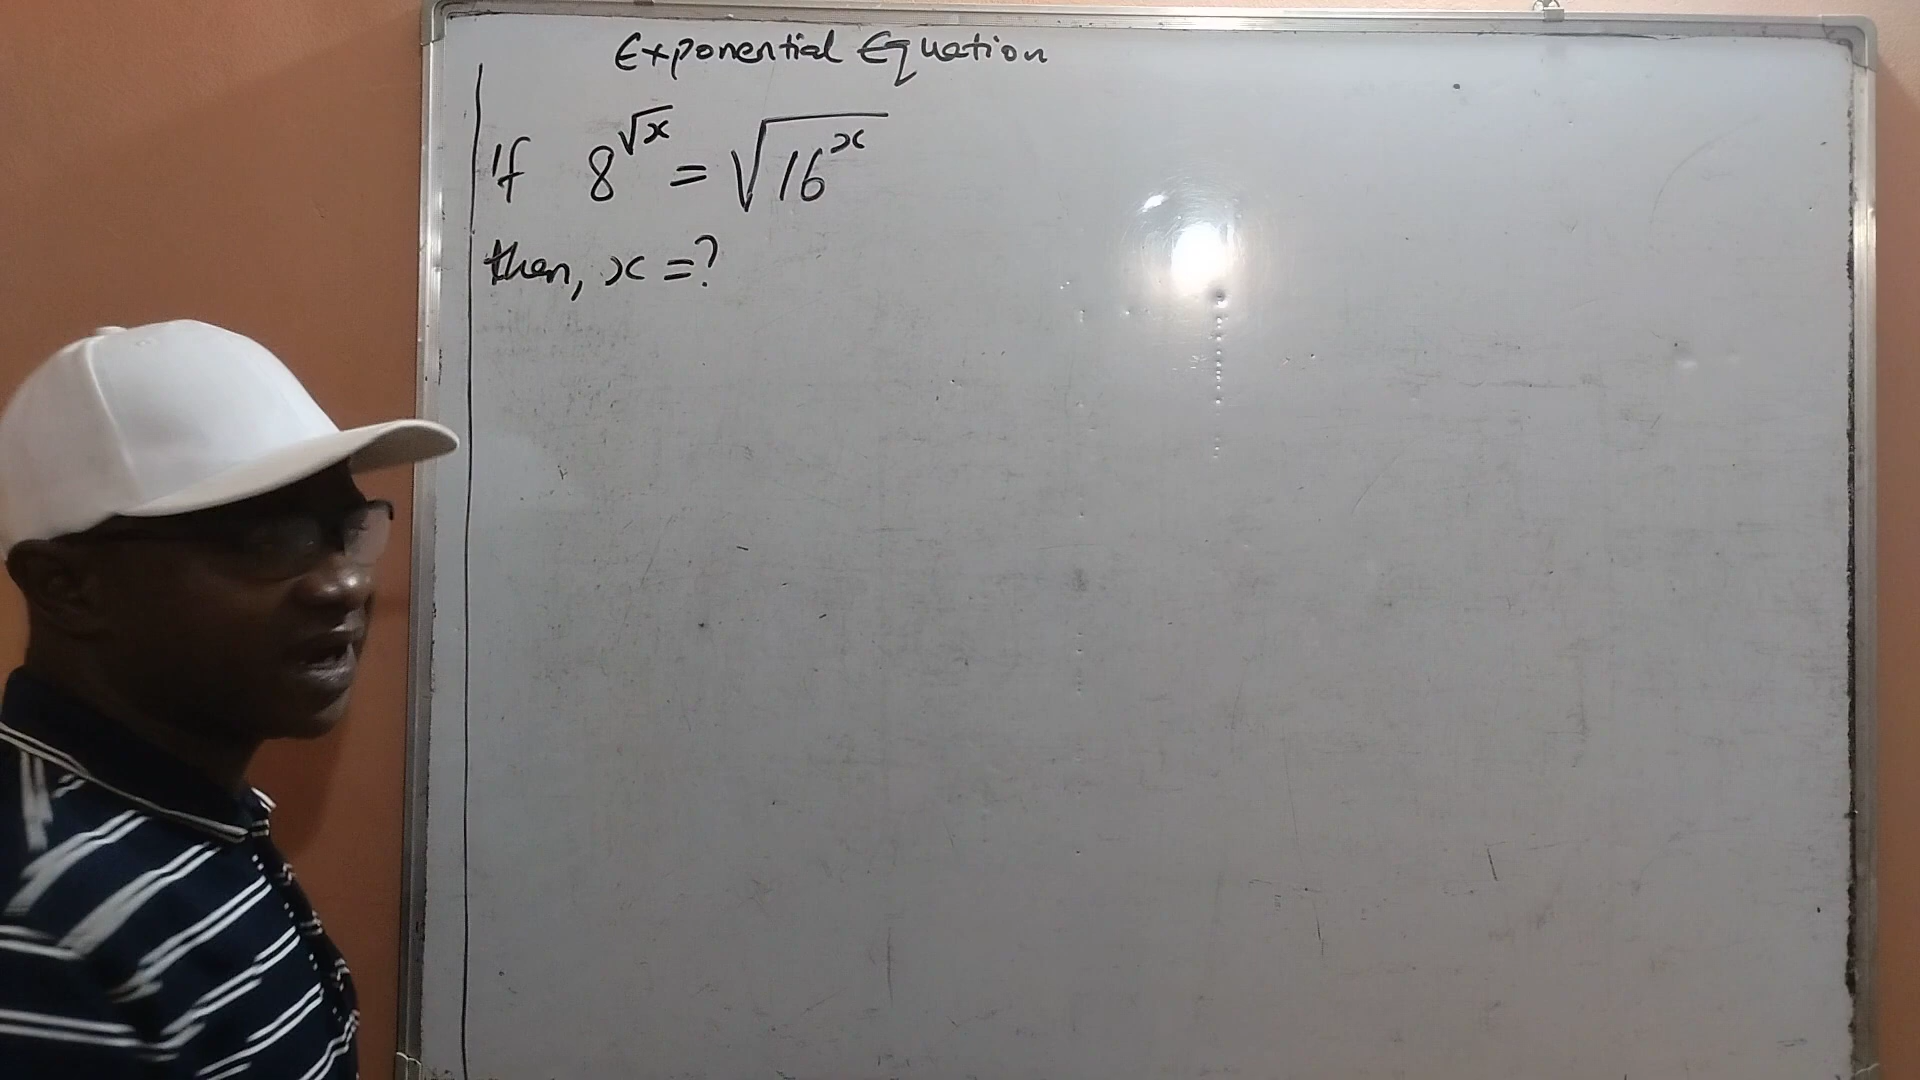 Exponential Equation
If 8^√x = √(16^x)
then, x = ?